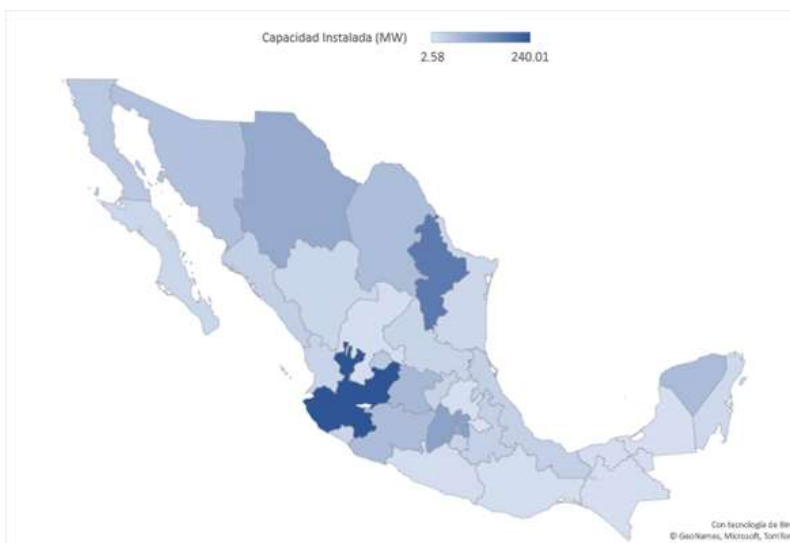 Capacidad Instalada (MW)
2.58 240.01
Con tecnología de
© GeoNames, Microsoft,